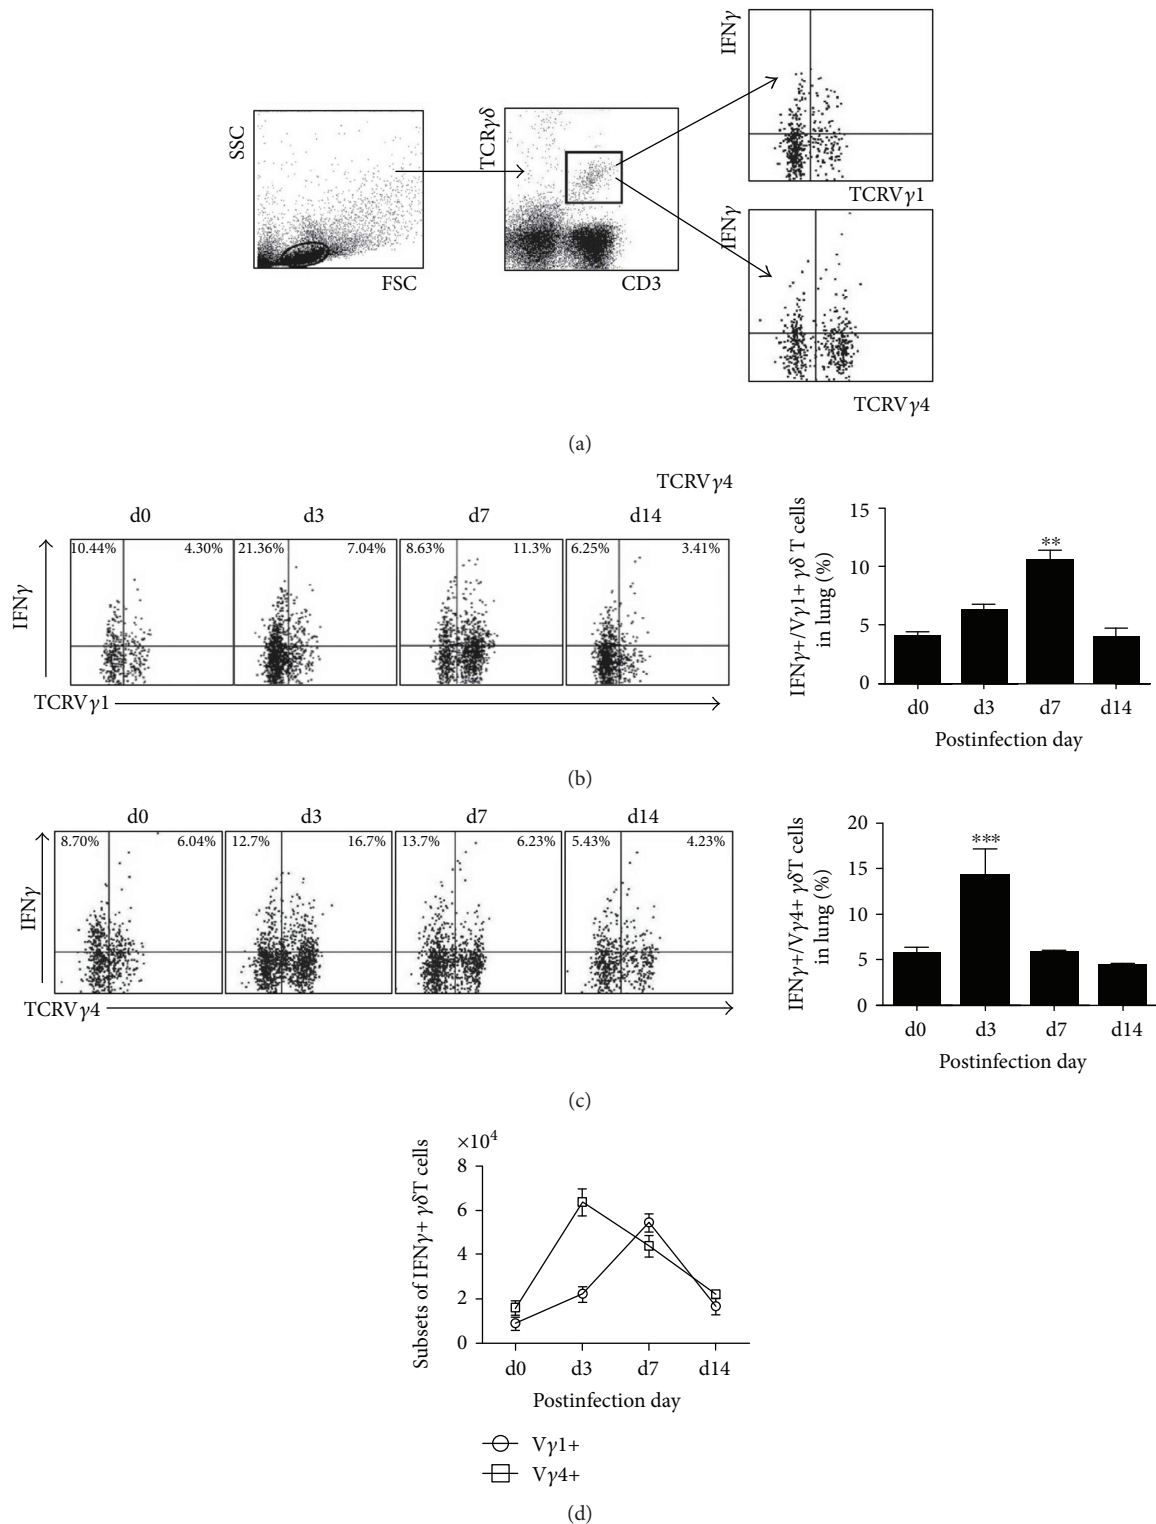 SSC
FSC
TCRγδ
CD3
IFNγ
TCRVγ1
IFNγ
TCRVγ4
(a)
TCRVγ4
d0 d3 d7 d14
10.44% 4.30% 21.36% 7.04% 8.63% 11.3% 6.25% 3.41%
IFNγ
TCRVγ1
IFNγ+/Vγ1+ γδ T cells
in lung (%)
15
10
5
0
**
d0 d3 d7 d14
Postinfection day
(b)
d0 d3 d7 d14
8.70% 6.04% 12.7% 16.7% 13.7% 6.23% 5.43% 4.23%
IFNγ
TCRVγ4
IFNγ+/Vγ4+ γδT cells
in lung (%)
20
15
10
5
0
***
d0 d3 d7 d14
Postinfection day
(c)
×10⁴
Subsets of IFNγ+ γδT cells
8
6
4
2
0
d0 d3 d7 d14
Postinfection day
Vγ1+
Vγ4+
(d)